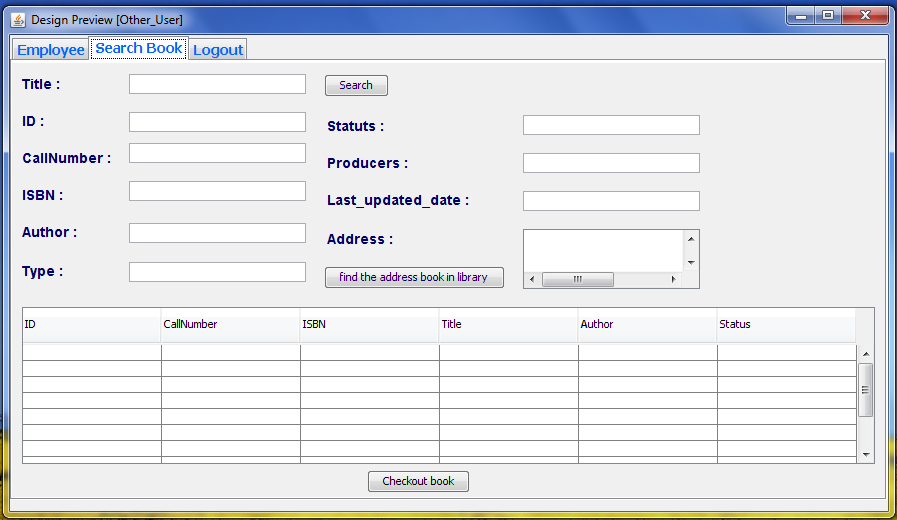 Design Preview [Other_User]
Employee Search Book Logout
Title :
Search
ID :
Statuts :
CallNumber :
Producers :
ISBN :
Last_updated_date :
Author :
Address :
Type :
find the address book in library
ID CallNumber ISBN Title Author Status
Checkout book